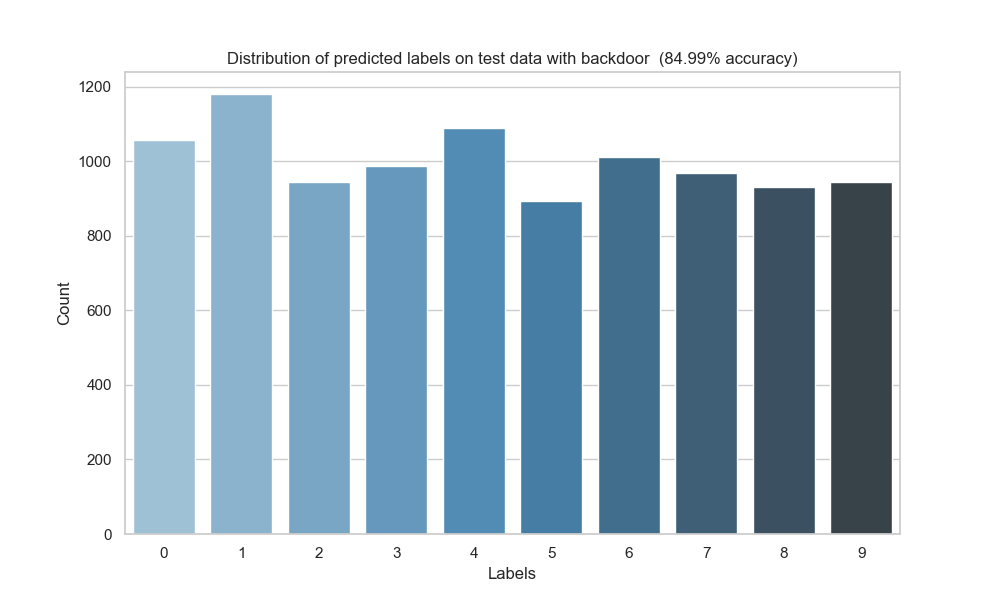 Distribution of predicted labels on test data with backdoor  (84.99% accuracy)
1200
1000
800
600
400
200
0
Count
0 1 2 3 4 5 6 7 8 9
Labels